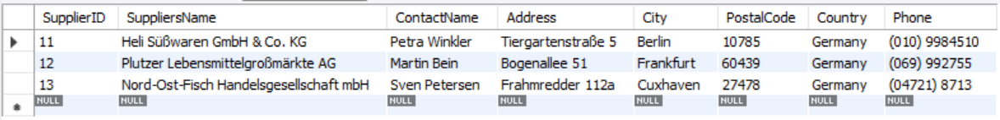 SupplierID SuppliersName ContactName Address City PostalCode Country Phone
11 Heli Süßwaren GmbH & Co. KG Petra Winkler Tiergartenstraße 5 Berlin 10785 Germany (010) 9984510
12 Plutzer Lebensmittelgroßmärkte AG Martin Bein Bogenallee 51 Frankfurt 60439 Germany (069) 992755
13 Nord-Ost-Fisch Handelsgesellschaft mbH Sven Petersen Frahmredder 112a Cuxhaven 27478 Germany (04721) 8713
NULL NULL NULL NULL NULL NULL NULL NULL